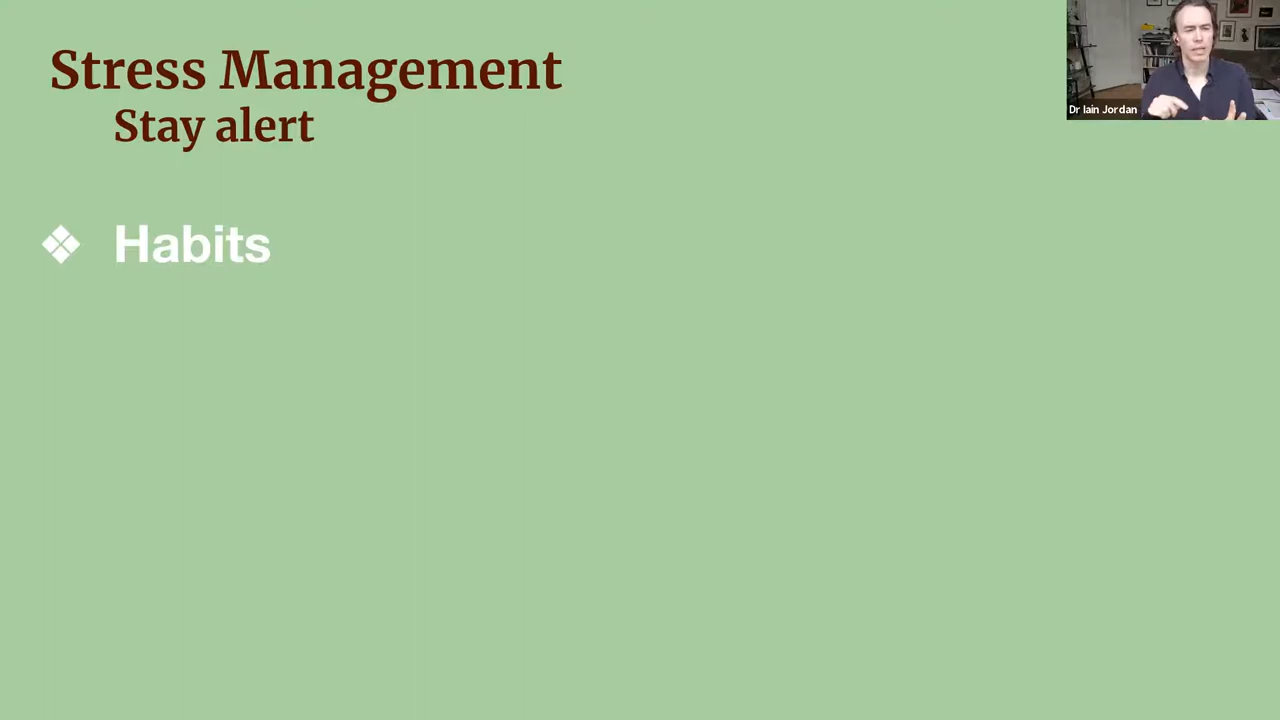 Stress Management
Stay alert
Dr Iain Jordan
❖ Habits